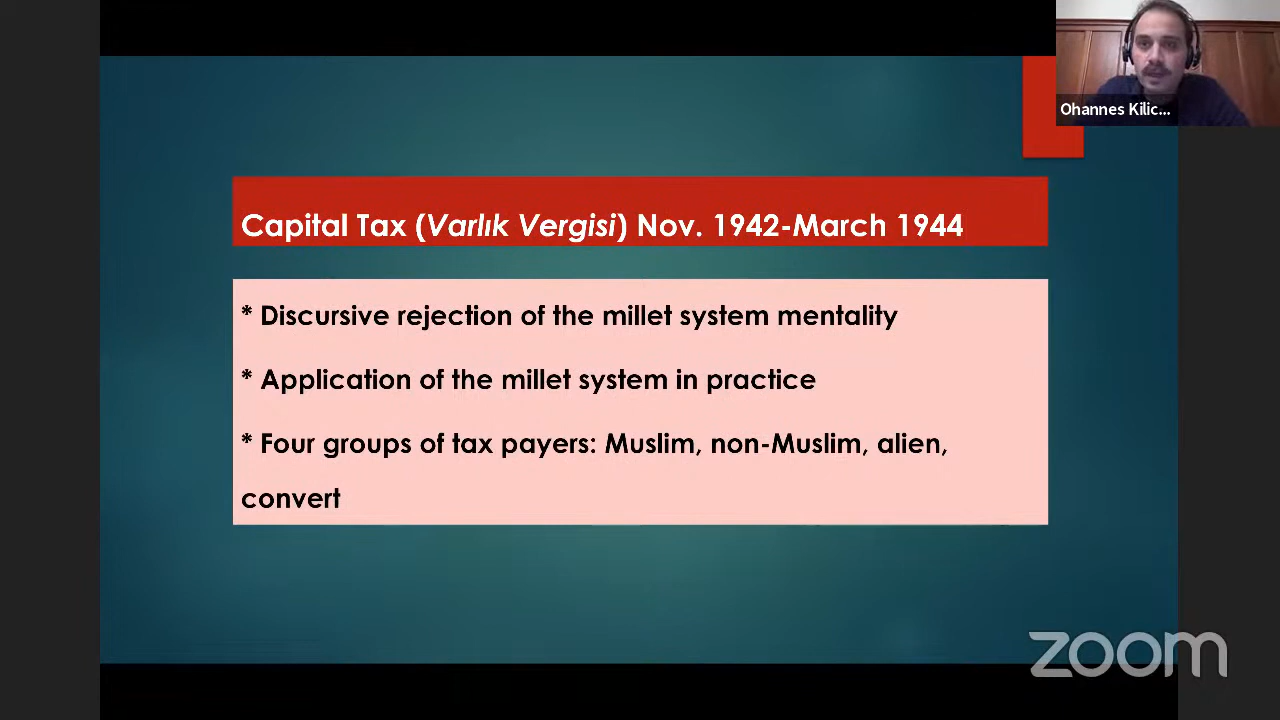 Ohannes Kilic...
Capital Tax (Varlık Vergisi) Nov. 1942-March 1944
* Discursive rejection of the millet system mentality
* Application of the millet system in practice
* Four groups of tax payers: Muslim, non-Muslim, alien,
convert
zoom